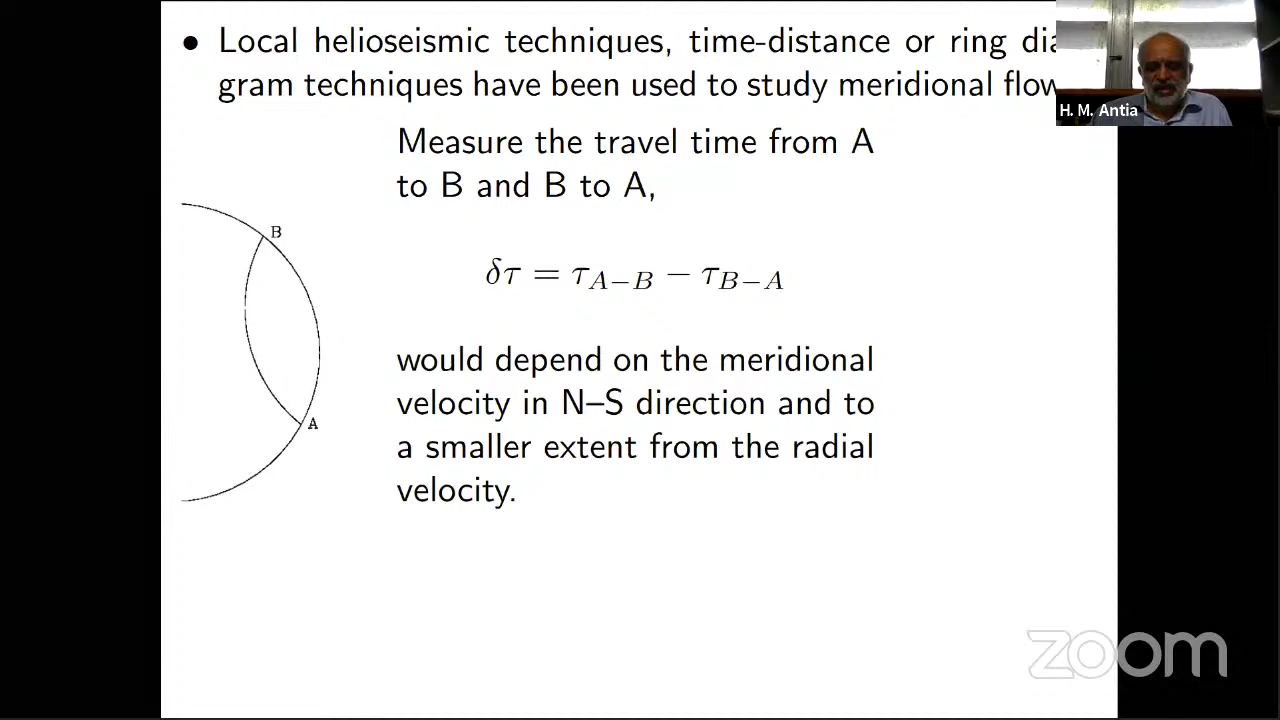 • Local helioseismic techniques, time-distance or ring dia
gram techniques have been used to study meridional flow
H. M. Antia
Measure the travel time from A
to B and B to A,
B
δτ = τ_{A−B} − τ_{B−A}
would depend on the meridional
velocity in N–S direction and to
A
a smaller extent from the radial
velocity.
zoom